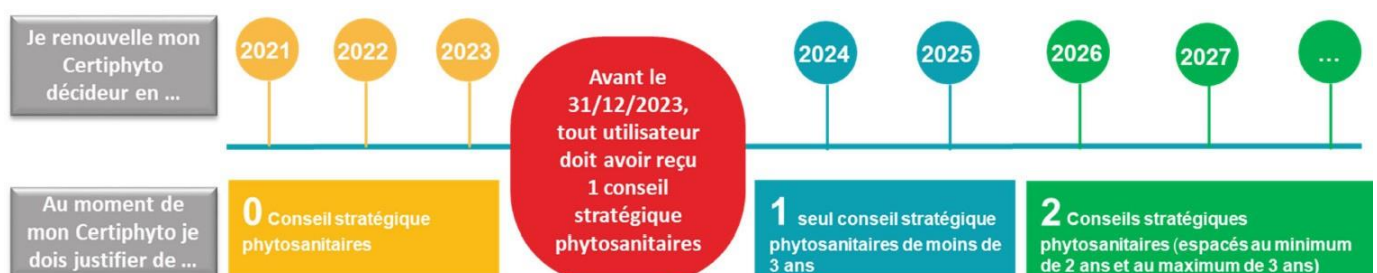 Je renouvelle mon
Certiphyto
décideur en ...
2021
2022
2023
Avant le
31/12/2023,
tout utilisateur
doit avoir reçu
1 conseil
stratégique
phytosanitaires
2024
2025
2026
2027
...
Au moment de
mon Certiphyto je
dois justifier de ...
0 Conseil stratégique
phytosanitaires
1 seul conseil stratégique
phytosanitaires de moins de
3 ans
2 Conseils stratégiques
phytosanitaires (espacés au minimum
de 2 ans et au maximum de 3 ans)